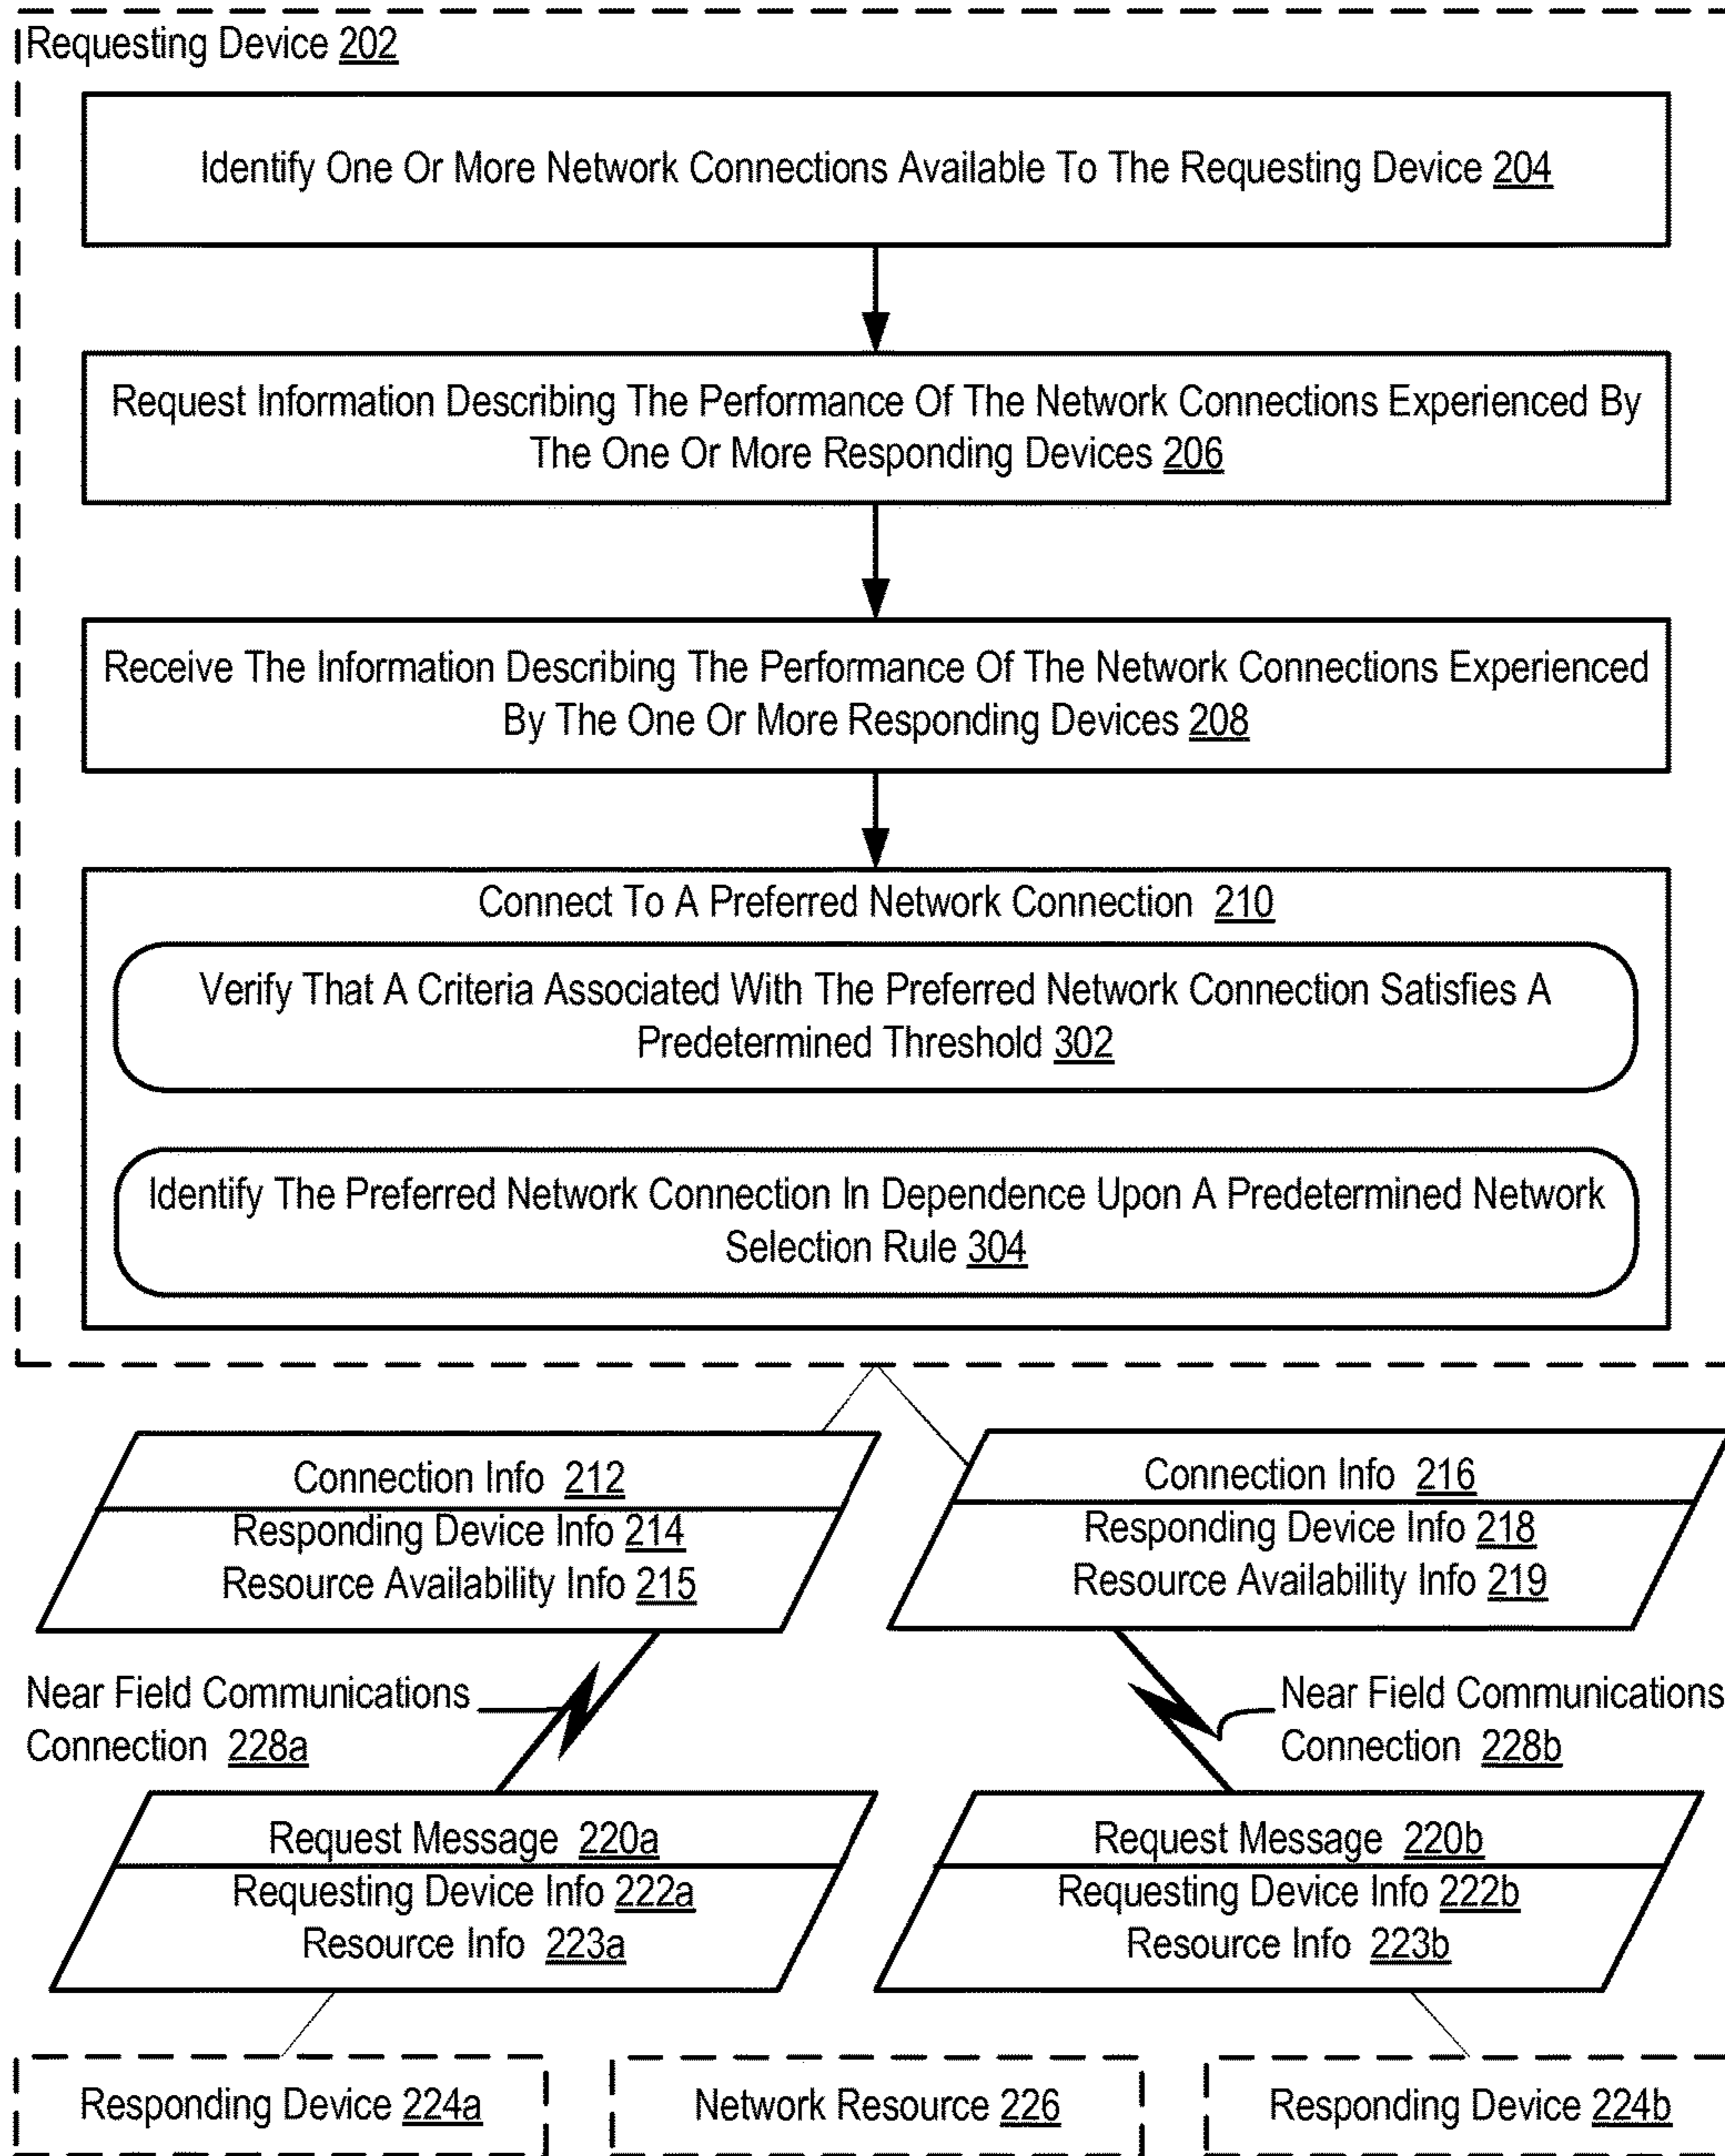 Requesting Device 202
Identify One Or More Network Connections Available To The Requesting Device 204
Request Information Describing The Performance Of The Network Connections Experienced By
The One Or More Responding Devices 206
Receive The Information Describing The Performance Of The Network Connections Experienced
By The One Or More Responding Devices 208
Connect To A Preferred Network Connection 210
Verify That A Criteria Associated With The Preferred Network Connection Satisfies A
Predetermined Threshold 302
Identify The Preferred Network Connection In Dependence Upon A Predetermined Network
Selection Rule 304
Connection Info 212
Responding Device Info 214
Resource Availability Info 215
Connection Info 216
Responding Device Info 218
Resource Availability Info 219
Near Field Communications
Connection 228a
Near Field Communications
Connection 228b
Request Message 220a
Requesting Device Info 222a
Resource Info 223a
Request Message 220b
Requesting Device Info 222b
Resource Info 223b
Responding Device 224a
Network Resource 226
Responding Device 224b